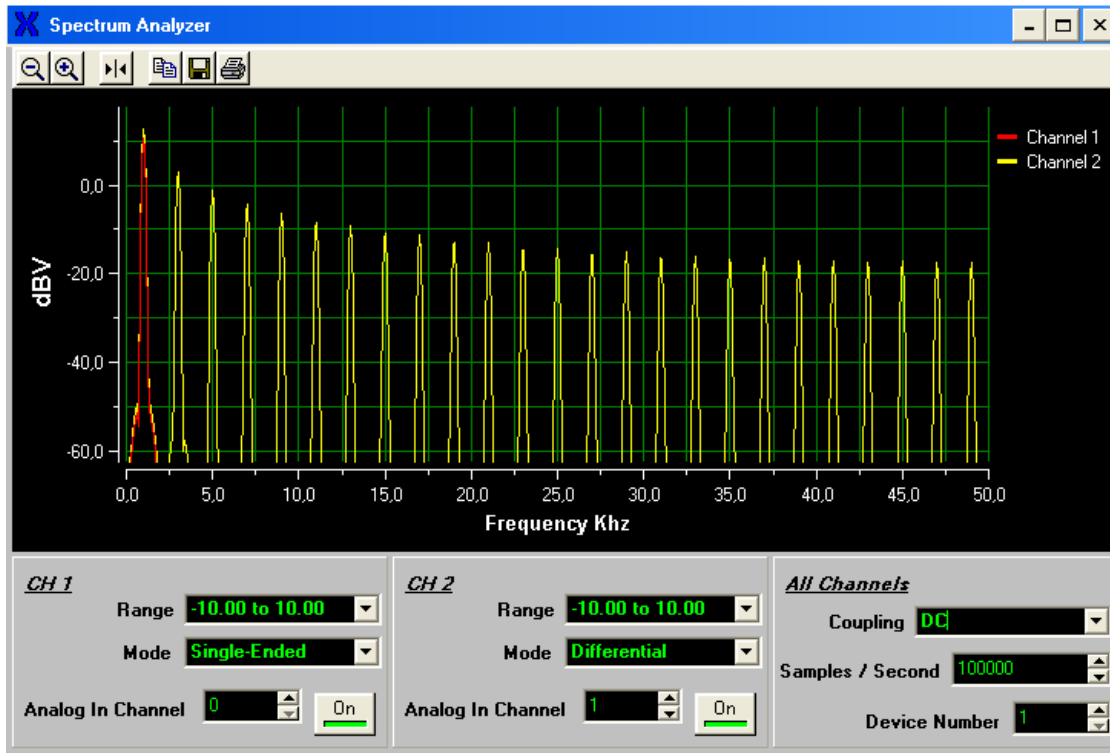 Spectrum Analyzer
Channel 1
Channel 2
0,0
-20,0
-40,0
-60,0
dBV
0,0 5,0 10,0 15,0 20,0 25,0 30,0 35,0 40,0 45,0 50,0
Frequency Khz
CH 1
Range -10.00 to 10.00
Mode Single-Ended
Analog In Channel 0 On
CH 2
Range -10.00 to 10.00
Mode Differential
Analog In Channel 1 On
All Channels
Coupling DC
Samples / Second 100000
Device Number 1